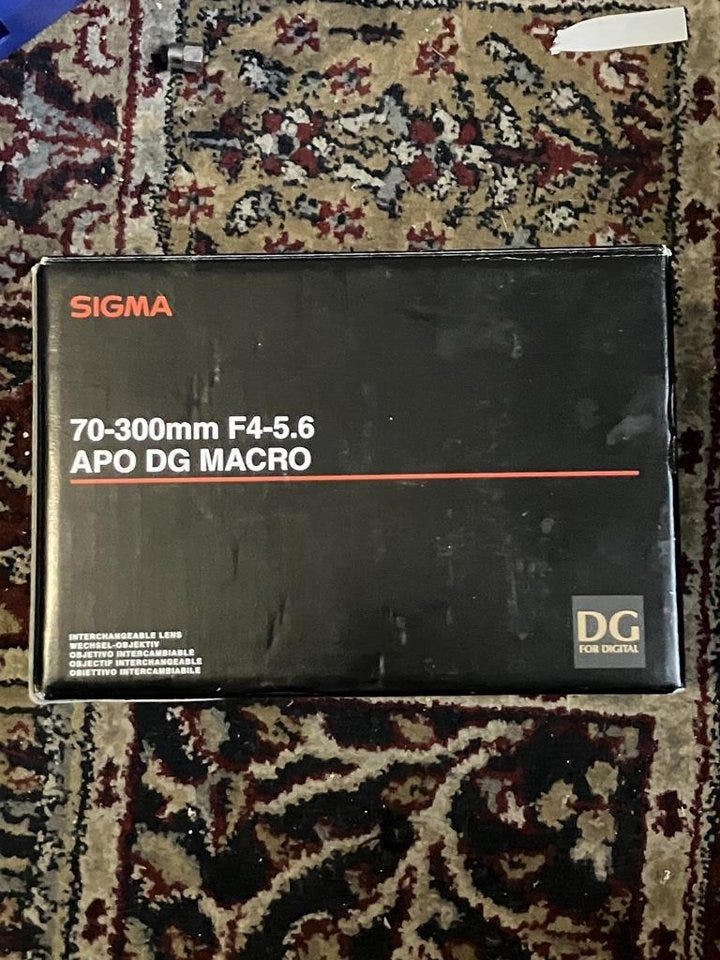 SIGMA
70-300mm F4-5.6
APO DG MACRO
INTERCHANGEABLE LENS
WECHSEL-OBJEKTIV
OBJETIVO INTERCAMBIABLE
OBJECTIF INTERCHANGEABLE
OBIETTIVO INTERCAMBIABILE
DG
FOR DIGITAL